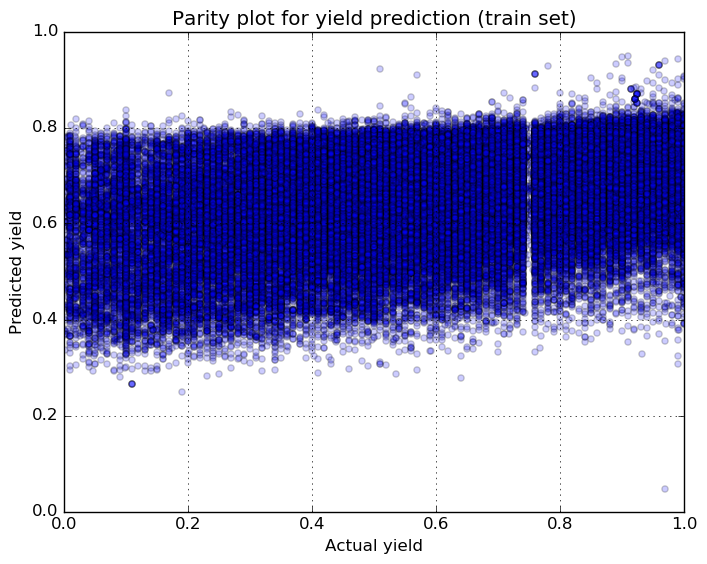 Parity plot for yield prediction (train set)
1.0
0.8
0.6
0.4
0.2
0.0
Predicted yield
0.0 0.2 0.4 0.6 0.8 1.0
Actual yield